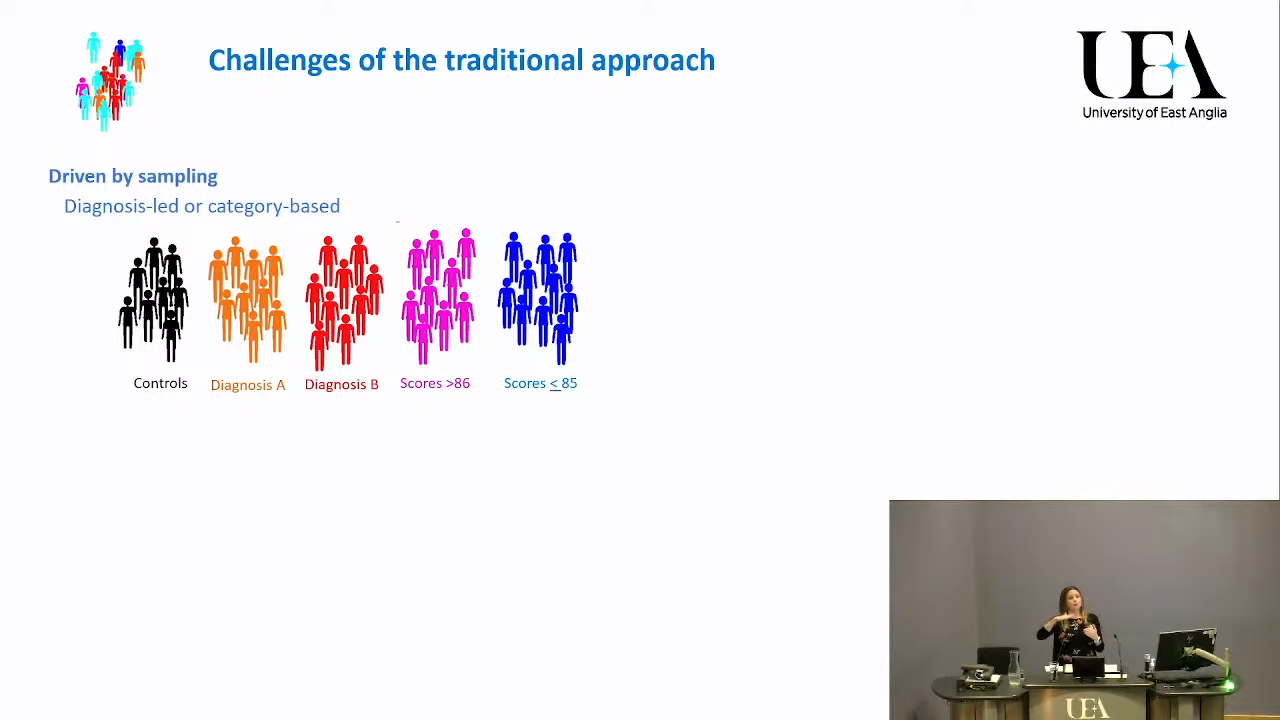 Challenges of the traditional approach
UEA
University of East Anglia
Driven by sampling
Diagnosis-led or category-based
Controls
Diagnosis A
Diagnosis B
Scores >86
Scores < 85
UEA